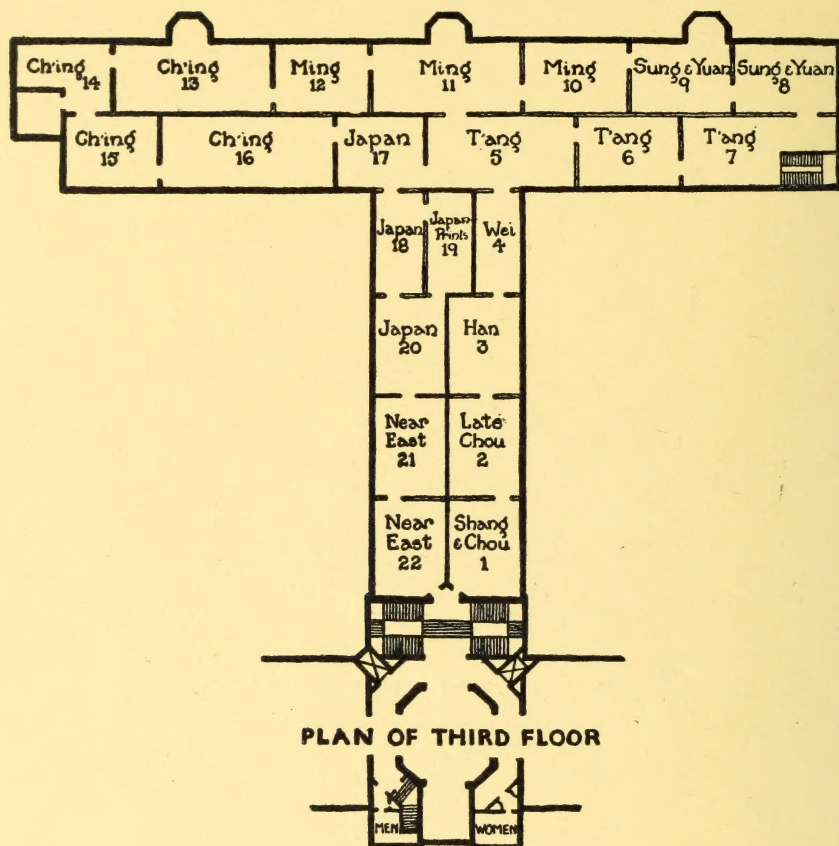 Ch'ing
14
Ch'ing
13
Ming
12
Ming
11
Ming
10
Sung & Yuan
9
Sung & Yuan
8
Ch'ing
15
Ch'ing
16
Japan
17
T'ang
5
T'ang
6
T'ang
7
Japan
18
Japan
Prints
19
Wei
4
Japan
20
Han
3
Near
East
21
Late
Chou
2
Near
East
22
Shang
& Chou
1
PLAN OF THIRD FLOOR
MEN
WOMEN